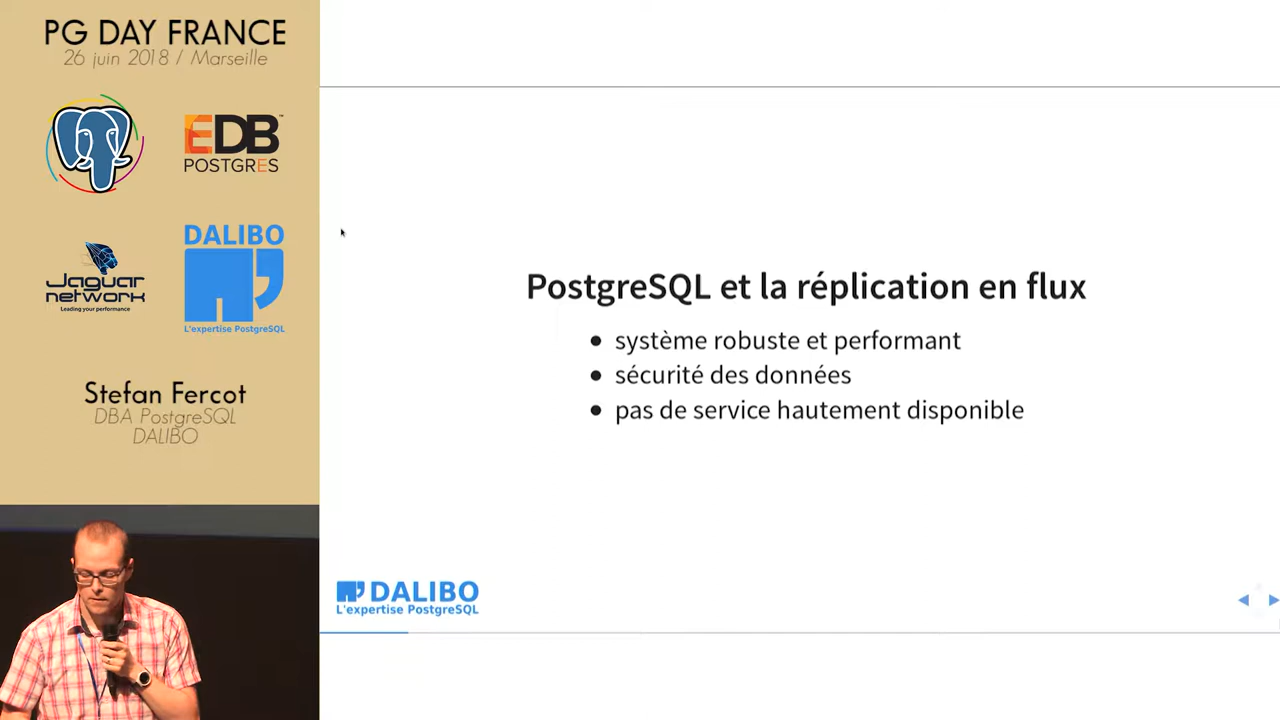 PG DAY FRANCE
26 juin 2018 / Marseille
EDB™
POSTGRES
Jaguar
network
Leading your performance
DALIBO
L'expertise PostgreSQL
Stefan Fercot
DBA PostgreSQL
DALIBO
PostgreSQL et la réplication en flux
• système robuste et performant
• sécurité des données
• pas de service hautement disponible
DALIBO
L'expertise PostgreSQL